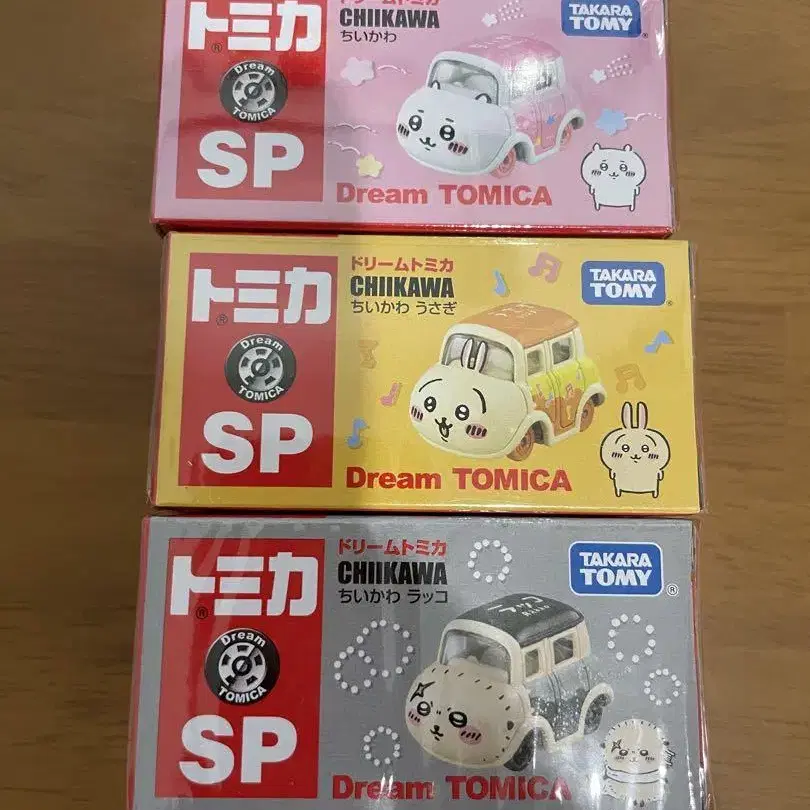 トミカ
®
Dream
TOMICA
SP
ドリームトミカ
CHIIKAWA
ちいかわ
TAKARA
TOMY
®
Dream TOMICA
トミカ
®
Dream
TOMICA
SP
ドリームトミカ
CHIIKAWA
ちいかわ うさぎ
TAKARA
TOMY
®
Dream TOMICA
トミカ
®
Dream
TOMICA
SP
ドリームトミカ
CHIIKAWA
ちいかわ ラッコ
TAKARA
TOMY
®
ラッコ
Dream TOMICA